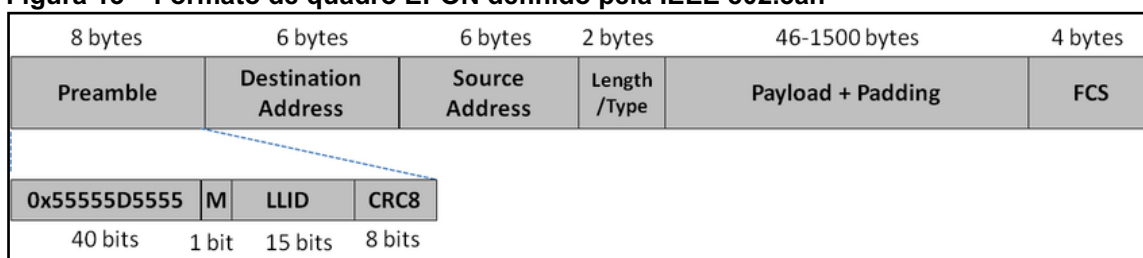 Figura 16 – Formato do quadro EPON definido pela IEEE 802.3ah
8 bytes 6 bytes 6 bytes 2 bytes 46-1500 bytes 4 bytes
Preamble Destination Address Source Address Length /Type Payload + Padding FCS
0x55555D5555 M LLID CRC8
40 bits 1 bit 15 bits 8 bits